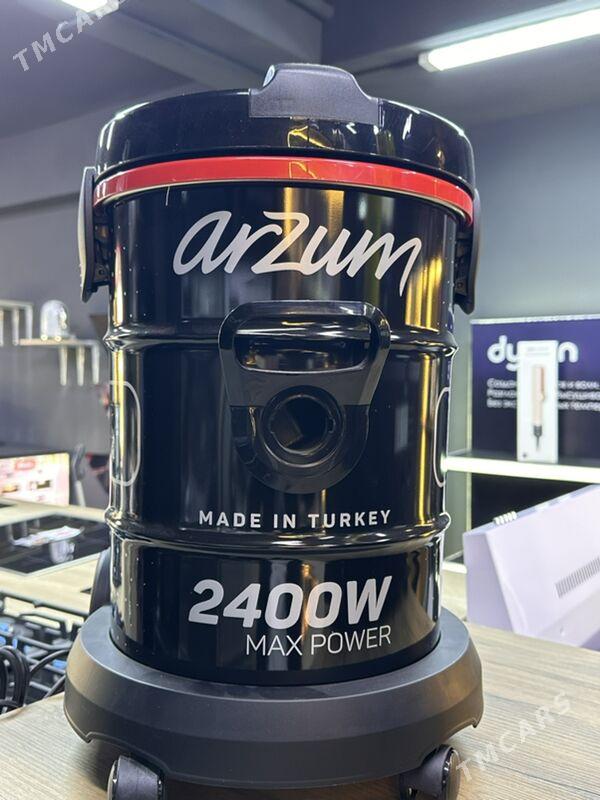 TMCARS
arzum
dyson
MADE IN TURKEY
2400W
MAX POWER
TMCARS